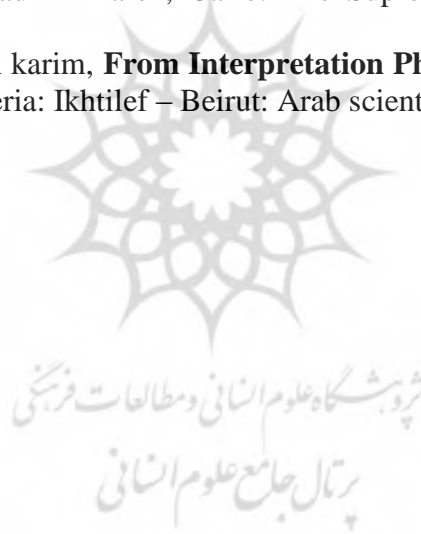 karim, From Interpretation Ph
eria: Ikhtilef – Beirut: Arab scient
پژوهشگاه علوم انسانی و مطالعات فرهنگی
پرتال جامع علوم انسانی